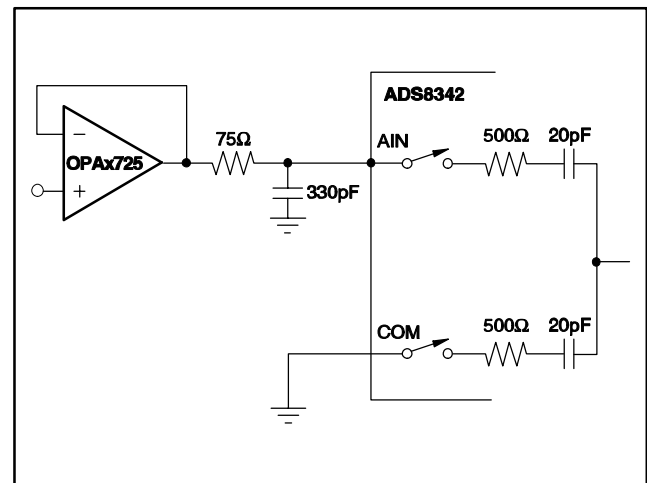 ADS8342
75Ω
AIN
500Ω
20pF
−
OPAx725
+
330pF
COM
500Ω
20pF